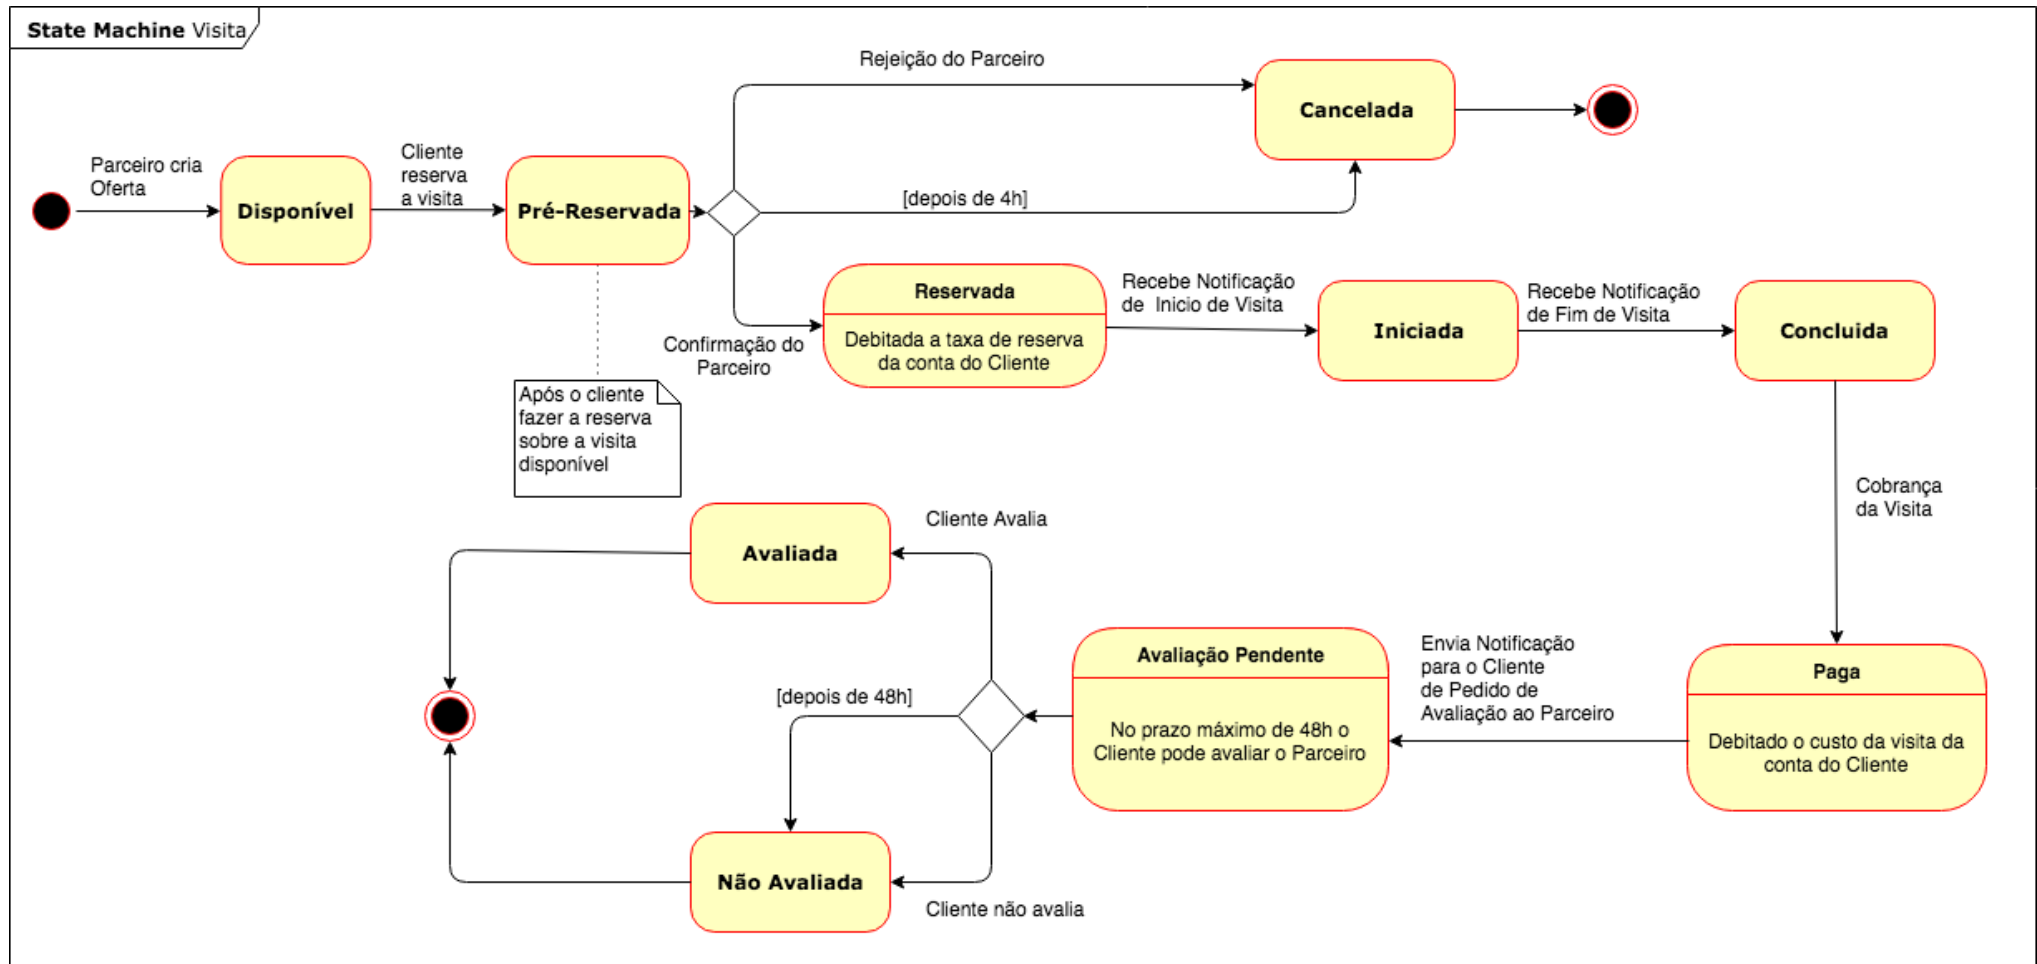 State Machine Visita
Rejeição do Parceiro
Cancelada
Parceiro cria
Oferta
Disponível
Cliente
reserva
a visita
Pré-Reservada
[depois de 4h]
Reservada
Debitada a taxa de reserva
da conta do Cliente
Recebe Notificação
de Inicio de Visita
Iniciada
Recebe Notificação
de Fim de Visita
Concluida
Confirmação do
Parceiro
Após o cliente
fazer a reserva
sobre a visita
disponível
Cobrança
da Visita
Cliente Avalia
Avaliada
Avaliação Pendente
No prazo máximo de 48h o
Cliente pode avaliar o Parceiro
Envia Notificação
para o Cliente
de Pedido de
Avaliação ao Parceiro
Paga
Debitado o custo da visita da
conta do Cliente
[depois de 48h]
Não Avaliada
Cliente não avalia